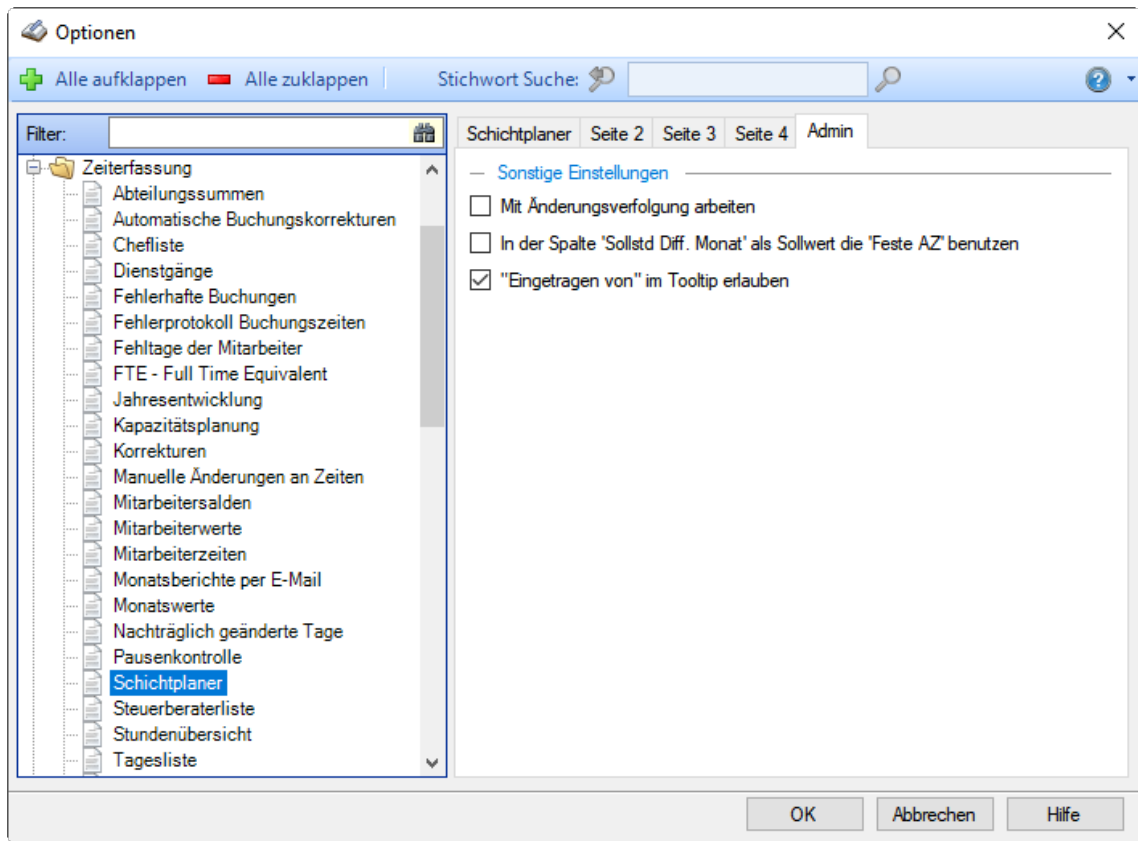 Optionen
Alle aufklappen Alle zuklappen Stichwort Suche:
Filter:
Zeiterfassung
Abteilungssummen
Automatische Buchungskorrekturen
Chefliste
Dienstgänge
Fehlerhafte Buchungen
Fehlerprotokoll Buchungszeiten
Fehltage der Mitarbeiter
FTE - Full Time Equivalent
Jahresentwicklung
Kapazitätsplanung
Korrekturen
Manuelle Änderungen an Zeiten
Mitarbeitersalden
Mitarbeiterwerte
Mitarbeiterzeiten
Monatsberichte per E-Mail
Monatswerte
Nachträglich geänderte Tage
Pausenkontrolle
Schichtplaner
Steuerberaterliste
Stundenübersicht
Tagesliste
Schichtplaner Seite 2 Seite 3 Seite 4 Admin
Sonstige Einstellungen
Mit Änderungsverfolgung arbeiten
In der Spalte 'Sollstd Diff. Monat' als Sollwert die 'Feste AZ' benutzen
"Eingetragen von" im Tooltip erlauben
OK Abbrechen Hilfe